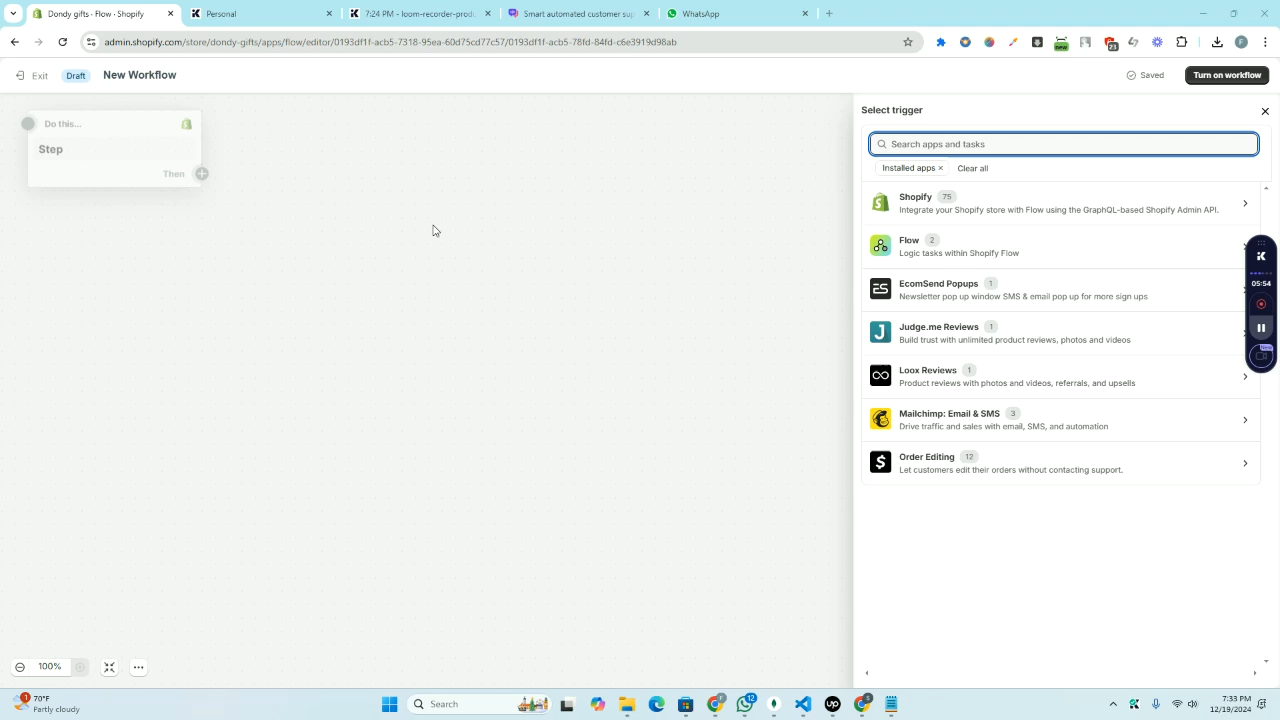 Dondy gifts · Flow · Shopify
Personal
7:24 PM - loom-recorder-prod
Smart automated customer sup
WhatsApp
admin.shopify.com/store/dondy-gifts/apps/flow/editor/0193df1f-acb5-7318-bec6-60d75cd77c57/0193df1f-acb5-78fd-84fd-c6e3919d98ab
new
23
F
Exit
Draft
New Workflow
Saved
Turn on workflow
Do this...
Step
Then
Select trigger
Search apps and tasks
Installed apps
Clear all
Shopify 75
Integrate your Shopify store with Flow using the GraphQL-based Shopify Admin API.
Flow 2
Logic tasks within Shopify Flow
EcomSend Popups 1
Newsletter pop up window SMS & email pop up for more sign ups
Judge.me Reviews 1
Build trust with unlimited product reviews, photos and videos
Loox Reviews 1
Product reviews with photos and videos, referrals, and upsells
Mailchimp: Email & SMS 3
Drive traffic and sales with email, SMS, and automation
Order Editing 12
Let customers edit their orders without contacting support.
05:54
New
100%
1
70°F
Partly cloudy
Search
12
up
7:33 PM
12/19/2024